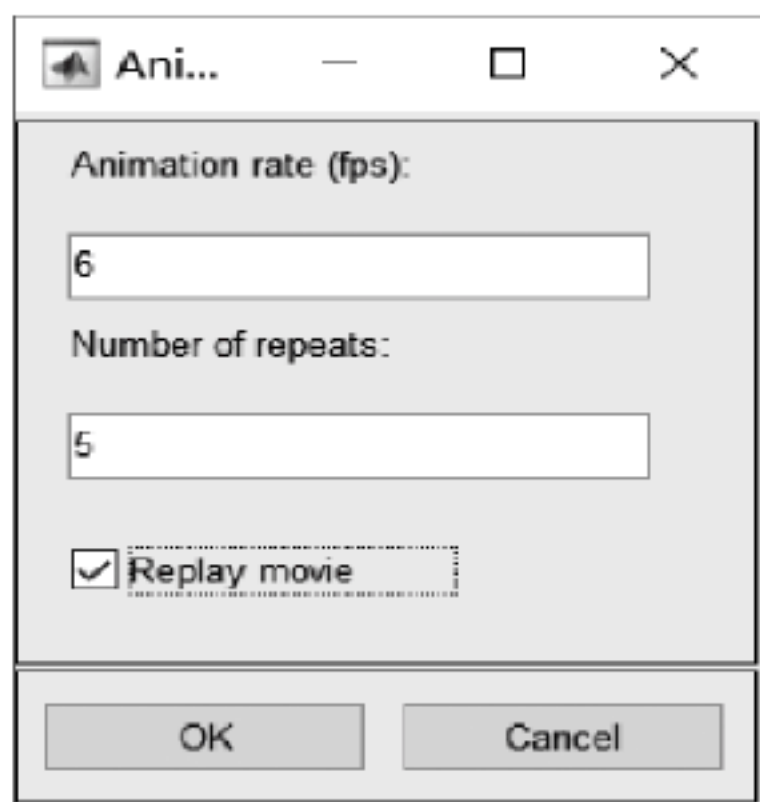 Ani...
Animation rate (fps):
6
Number of repeats:
5
Replay movie
OK Cancel